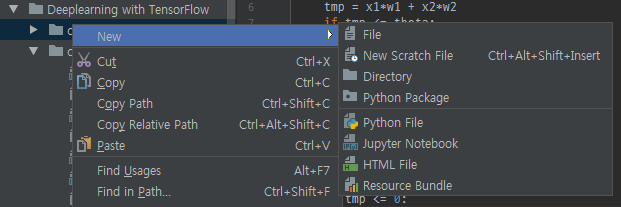 Deeplearning with TensorFlow
6
7
tmp = x1*w1 + x2*w2
if tmp <= theta:
New
Cut Ctrl+X
Copy Ctrl+C
Copy Path Ctrl+Shift+C
Copy Relative Path Ctrl+Alt+Shift+C
Paste Ctrl+V
Find Usages Alt+F7
Find in Path... Ctrl+Shift+F
File
New Scratch File Ctrl+Alt+Shift+Insert
Directory
Python Package
Python File
Jupyter Notebook
HTML File
Resource Bundle
tmp <= 0: